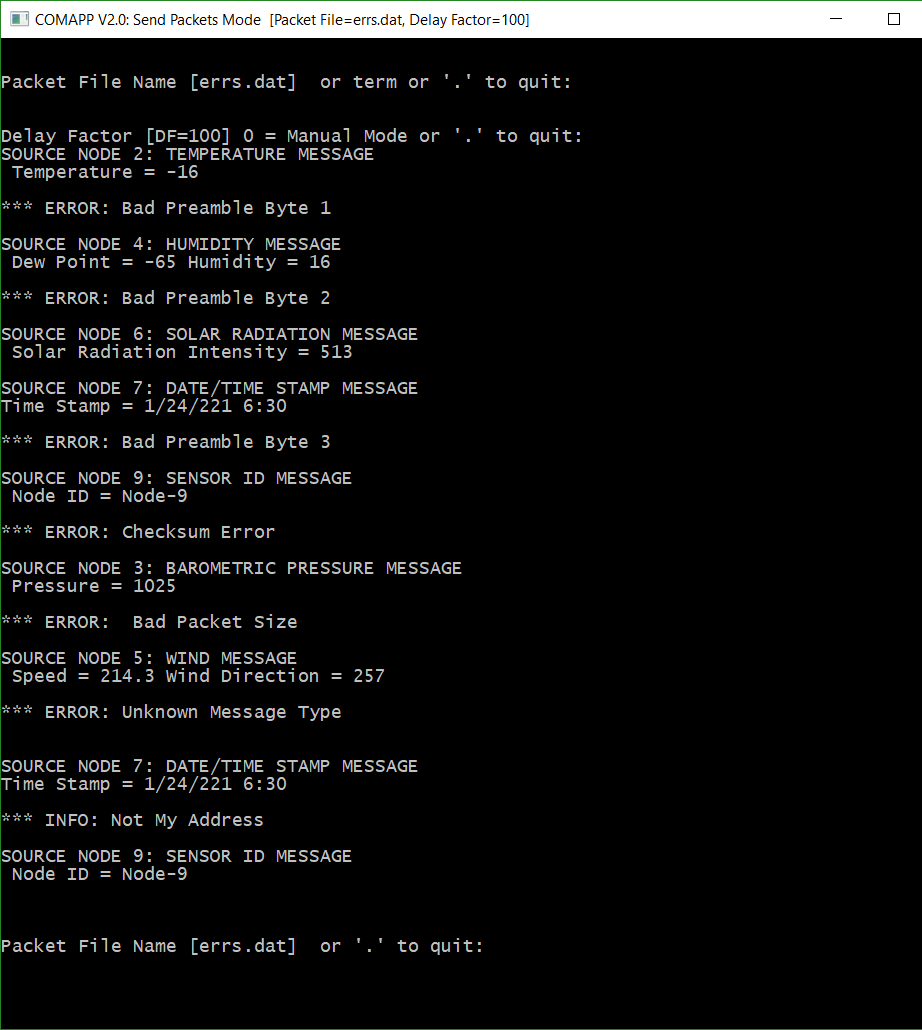 COMAPP V2.0: Send Packets Mode  [Packet File=errs.dat, Delay Factor=100]
Packet File Name [errs.dat]  or term or '.' to quit:
Delay Factor [DF=100] 0 = Manual Mode or '.' to quit:
SOURCE NODE 2: TEMPERATURE MESSAGE
 Temperature = -16
*** ERROR: Bad Preamble Byte 1
SOURCE NODE 4: HUMIDITY MESSAGE
 Dew Point = -65 Humidity = 16
*** ERROR: Bad Preamble Byte 2
SOURCE NODE 6: SOLAR RADIATION MESSAGE
 Solar Radiation Intensity = 513
SOURCE NODE 7: DATE/TIME STAMP MESSAGE
Time Stamp = 1/24/221 6:30
*** ERROR: Bad Preamble Byte 3
SOURCE NODE 9: SENSOR ID MESSAGE
 Node ID = Node-9
*** ERROR: Checksum Error
SOURCE NODE 3: BAROMETRIC PRESSURE MESSAGE
 Pressure = 1025
*** ERROR:  Bad Packet Size
SOURCE NODE 5: WIND MESSAGE
 Speed = 214.3 Wind Direction = 257
*** ERROR: Unknown Message Type
SOURCE NODE 7: DATE/TIME STAMP MESSAGE
Time Stamp = 1/24/221 6:30
*** INFO: Not My Address
SOURCE NODE 9: SENSOR ID MESSAGE
 Node ID = Node-9
Packet File Name [errs.dat]  or '.' to quit: